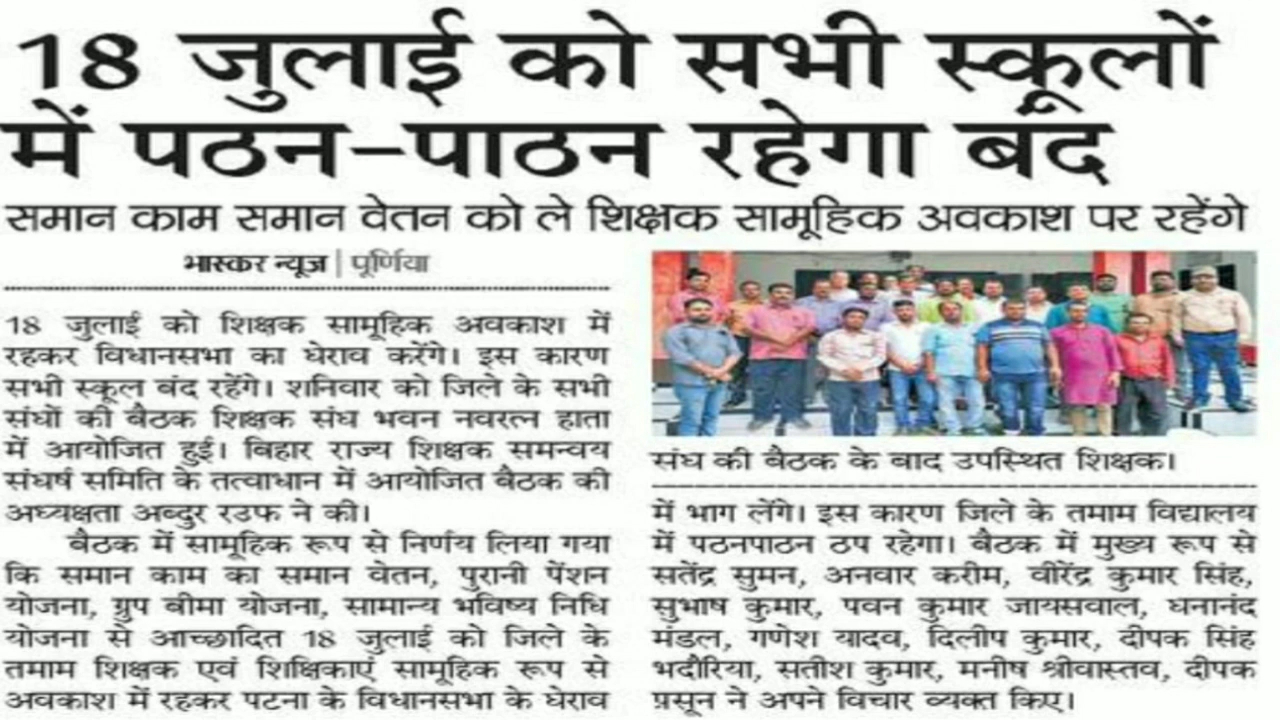 18 जुलाई को सभी स्कूलों
में पठन-पाठन रहेगा बंद
समान काम समान वेतन को ले शिक्षक सामूहिक अवकाश पर रहेंगे
भास्कर न्यूज | पूर्णिया
18 जुलाई को शिक्षक सामूहिक अवकाश में
रहकर विधानसभा का घेराव करेंगे। इस कारण
सभी स्कूल बंद रहेंगे। शनिवार को जिले के सभी
संघों की बैठक शिक्षक संघ भवन नवरत्न हाता
में आयोजित हुई। बिहार राज्य शिक्षक समन्वय
संघर्ष समिति के तत्वाधान में आयोजित बैठक की
अध्यक्षता अब्दुर रउफ ने की।
बैठक में सामूहिक रूप से निर्णय लिया गया
कि समान काम का समान वेतन, पुरानी पेंशन
योजना, ग्रुप बीमा योजना, सामान्य भविष्य निधि
योजना से आच्छादित 18 जुलाई को जिले के
तमाम शिक्षक एवं शिक्षिकाएं सामूहिक रूप से
अवकाश में रहकर पटना के विधानसभा के घेराव
संघ की बैठक के बाद उपस्थित शिक्षक।
में भाग लेंगे। इस कारण जिले के तमाम विद्यालय
में पठनपाठन ठप रहेगा। बैठक में मुख्य रूप से
सतेंद्र सुमन, अनवार करीम, वीरेंद्र कुमार सिंह,
सुभाष कुमार, पवन कुमार जायसवाल, घनानंद
मंडल, गणेश यादव, दिलीप कुमार, दीपक सिंह
भदौरिया, सतीश कुमार, मनीष श्रीवास्तव, दीपक
प्रसून ने अपने विचार व्यक्त किए।